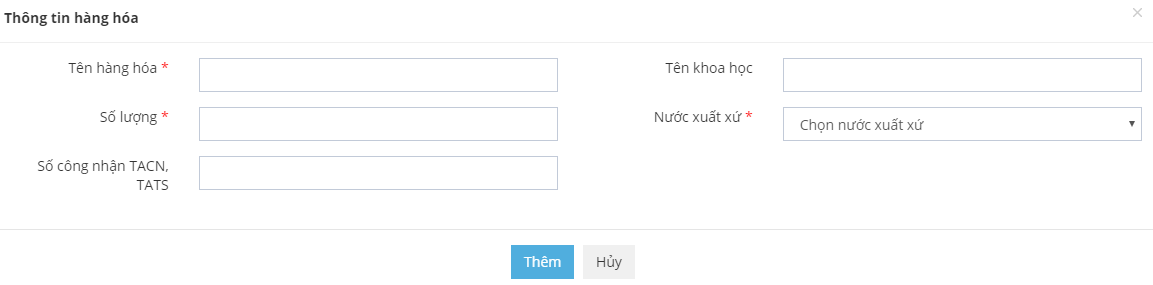 Thông tin hàng hóa
×
Tên hàng hóa *
Tên khoa học
Số lượng *
Nước xuất xứ *
Chọn nước xuất xứ
Số công nhận TACN,
TATS
Thêm
Hủy